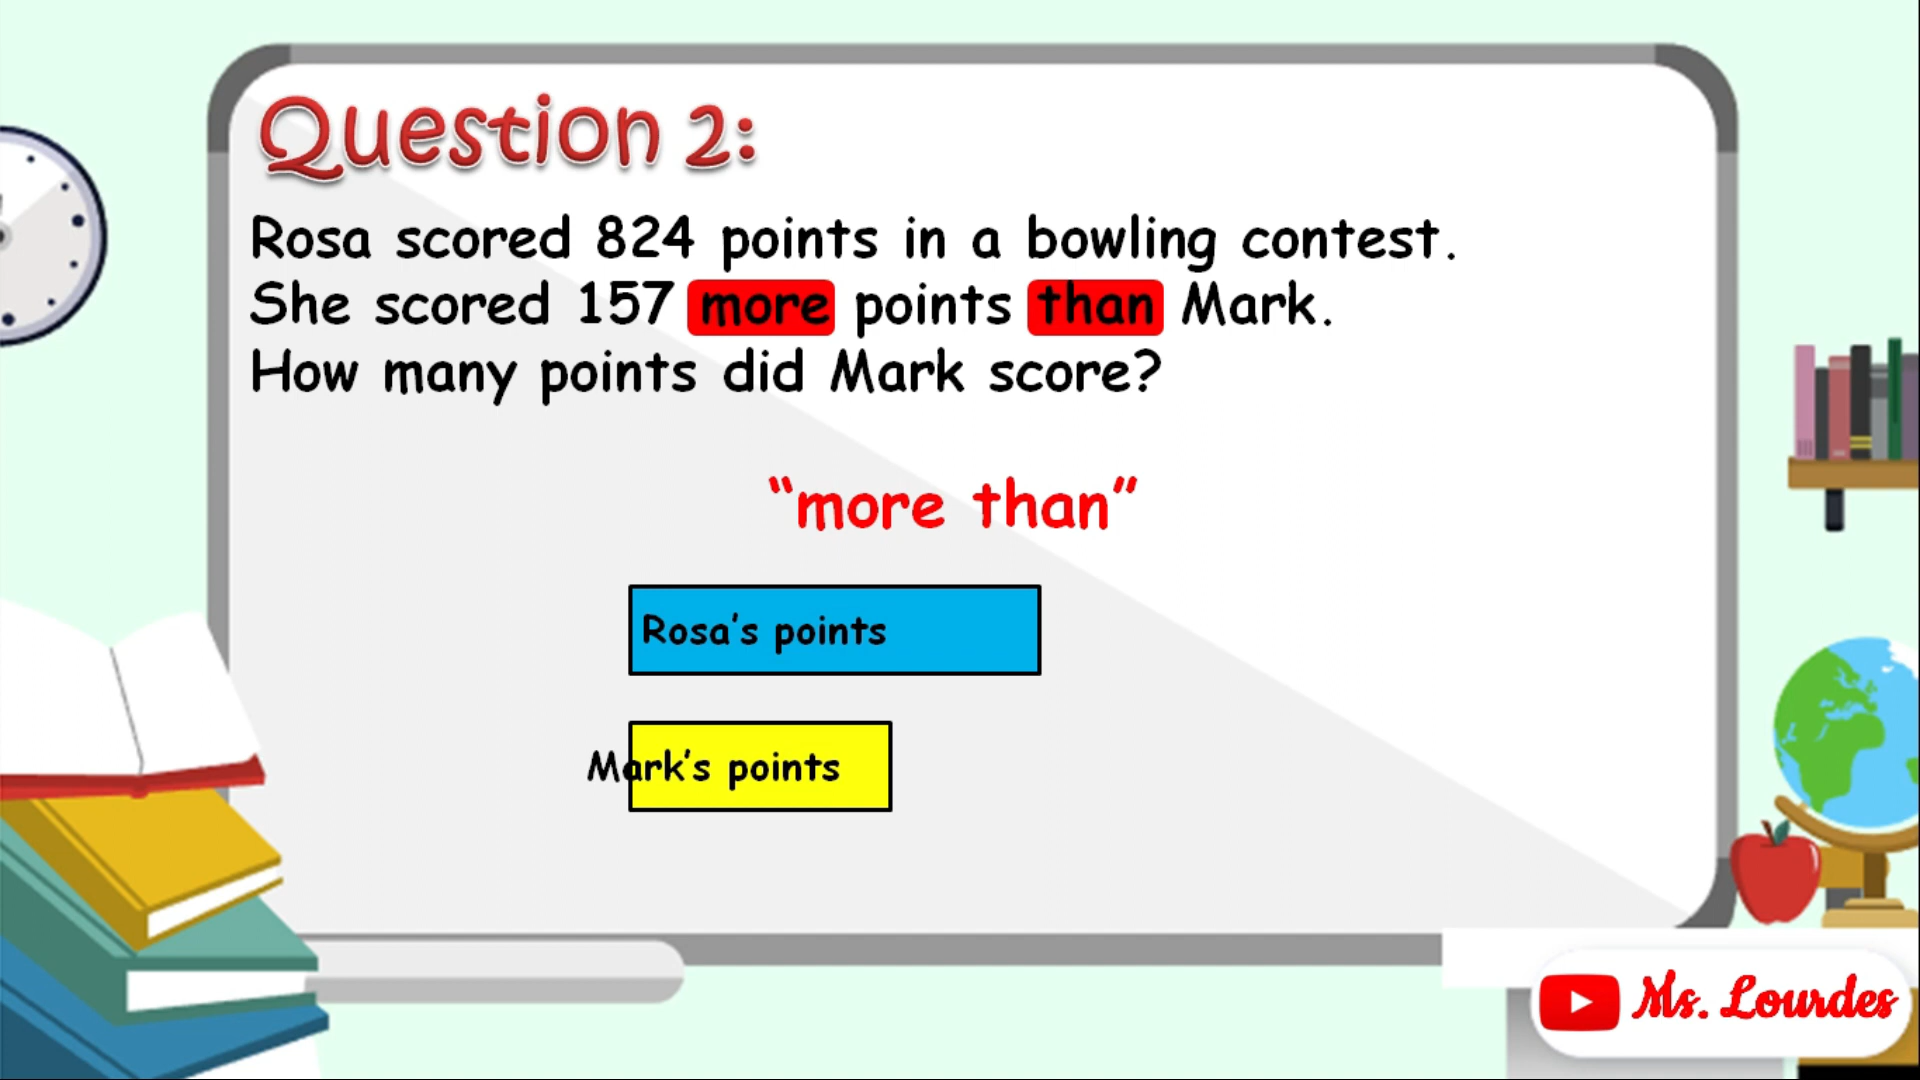 Question 2:
Rosa scored 824 points in a bowling contest.
She scored 157 more points than Mark.
How many points did Mark score?
“more than”
Rosa’s points
Mark’s points
Ms. Lourdes